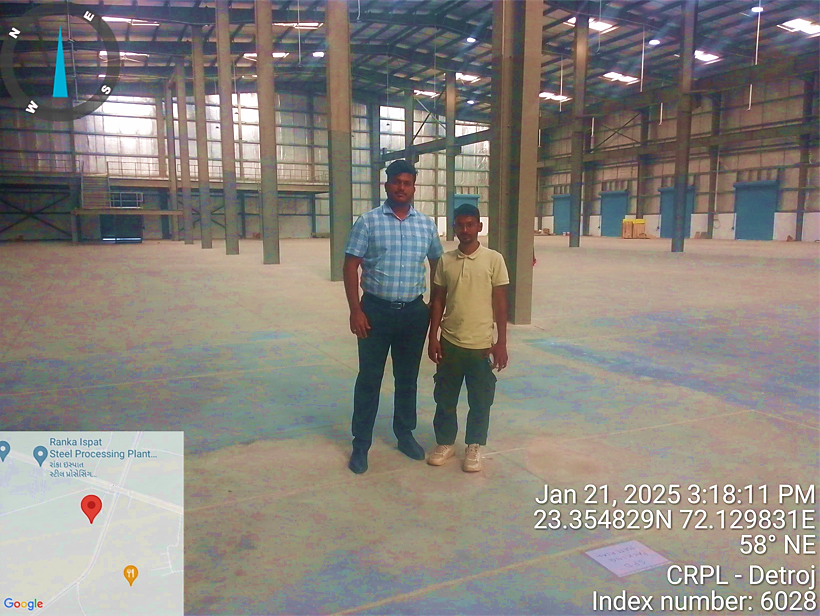 N
E
W
S
Ranka Ispat
Steel Processing Plant...
રાંકા ઇસ્પાત
સ્ટીલ પ્રોસેસિંગ...
Google
Jan 21, 2025 3:18:11 PM
23.354829N 72.129831E
58° NE
CRPL - Detroj
Index number: 6028